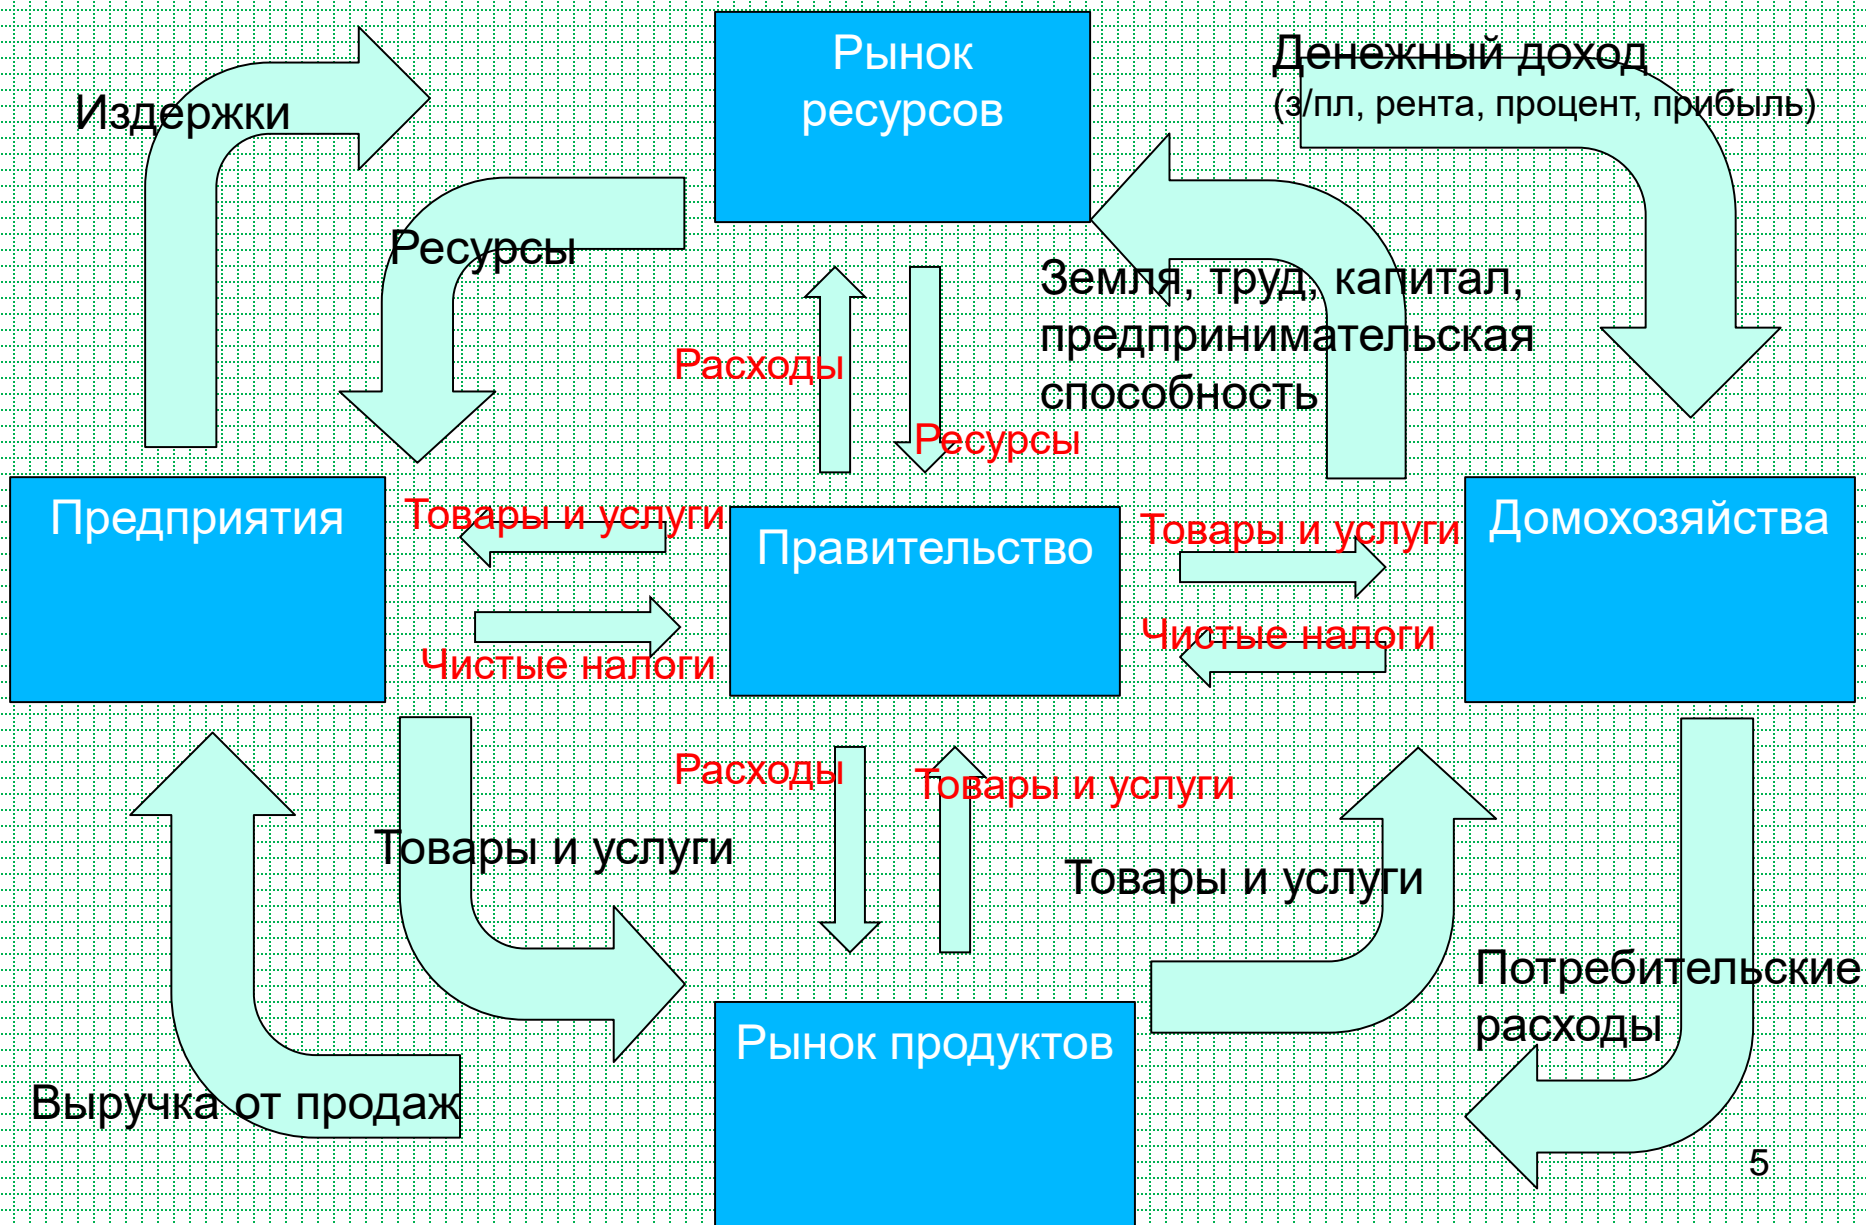 Рынок
ресурсов
Денежный доход
(з/пл, рента, процент, прибыль)
Издержки
Ресурсы
Земля, труд, капитал,
предпринимательская
способность
Расходы
Ресурсы
Предприятия
Товары и услуги
Правительство
Товары и услуги
Домохозяйства
Чистые налоги
Чистые налоги
Расходы
Товары и услуги
Товары и услуги
Товары и услуги
Потребительские
расходы
Рынок продуктов
Выручка от продаж
5